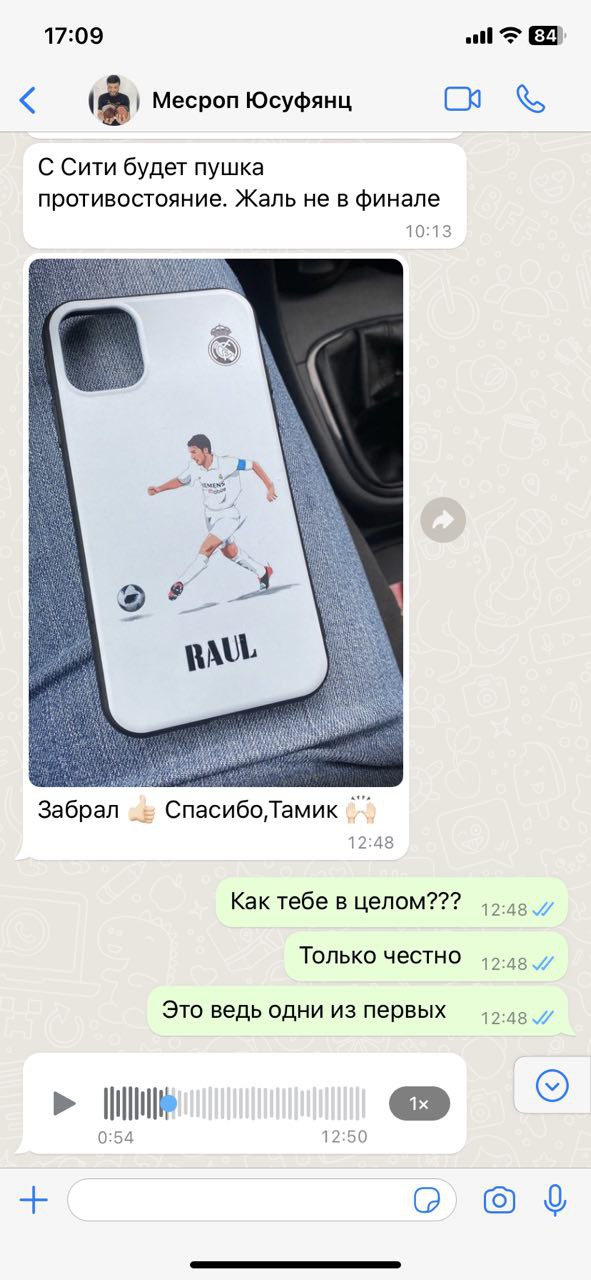 17:09
84
Месроп Юсуфянц
С Сити будет пушка
противостояние. Жаль не в финале
10:13
SIEMENS
mobile
RAUL
Забрал 👍🏻 Спасибо,Тамик 🙌🏻
12:48
Как тебе в целом???
12:48
Только честно
12:48
Это ведь одни из первых
12:48
1×
0:54
12:50